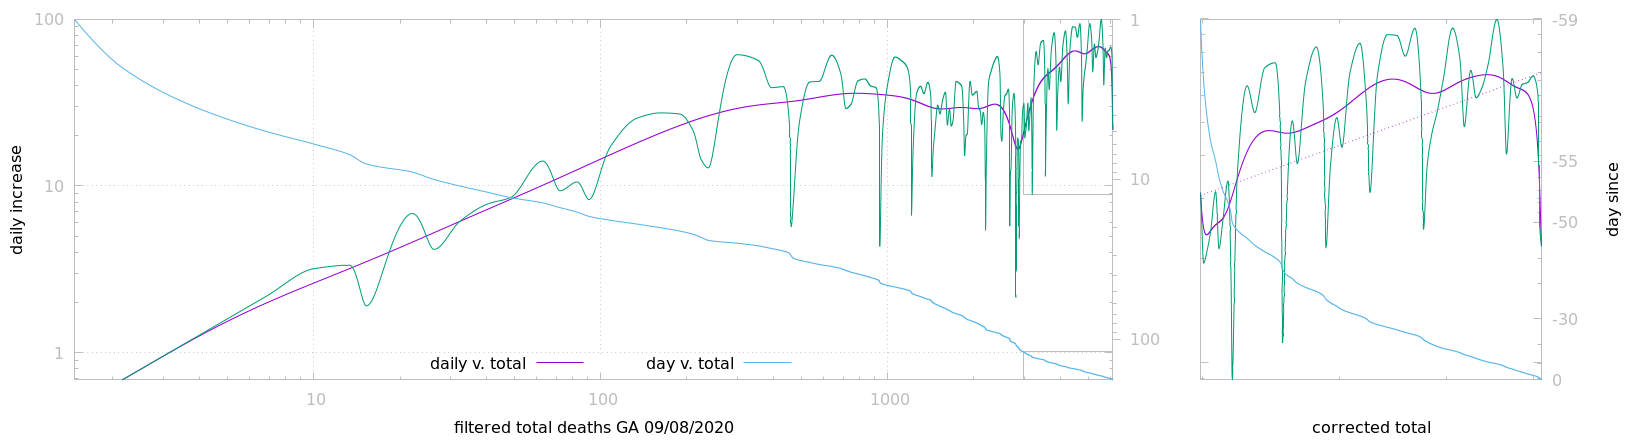 100
10
1
daily increase
10
100
1000
filtered total deaths GA 09/08/2020
daily v. total
day v. total
1
10
100
-59
-55
-50
-30
0
day since
corrected total